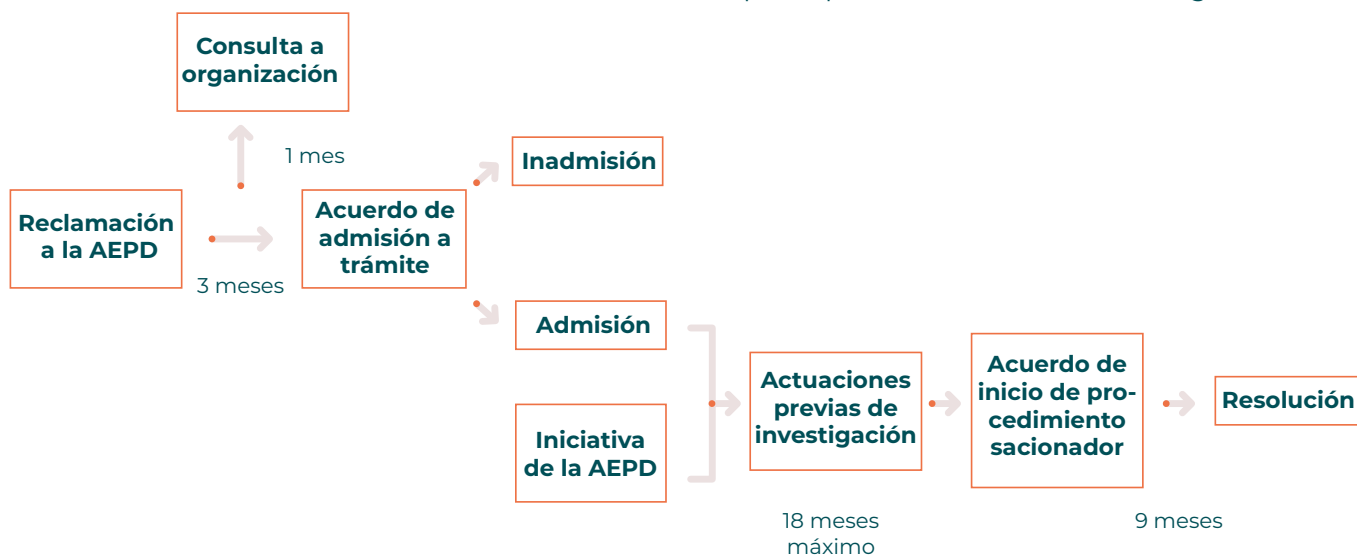 Consulta a
organización
1 mes
Inadmisión
Reclamación
a la AEPD
3 meses
Acuerdo de
admisión a
trámite
Admisión
Iniciativa
de la AEPD
Actuaciones
previas de
investigación
18 meses
máximo
Acuerdo de
inicio de pro-
cedimiento
sacionador
9 meses
Resolución